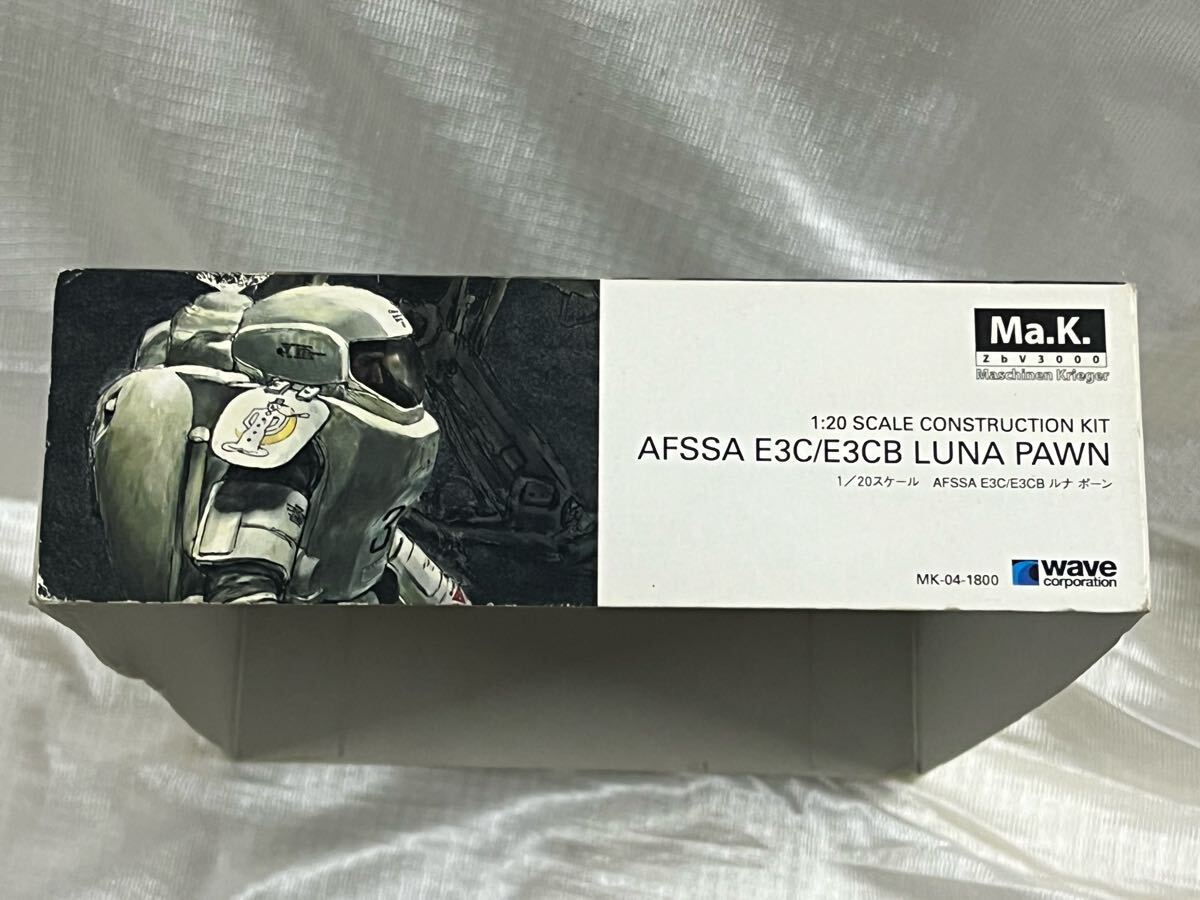 Ma.K.
ZbV3000
Maschinen Krieger
1:20 SCALE CONSTRUCTION KIT
AFSSA E3C/E3CB LUNA PAWN
1/20スケール AFSSA E3C/E3CB ルナ ポーン
MK-04-1800
wave
corporation
3